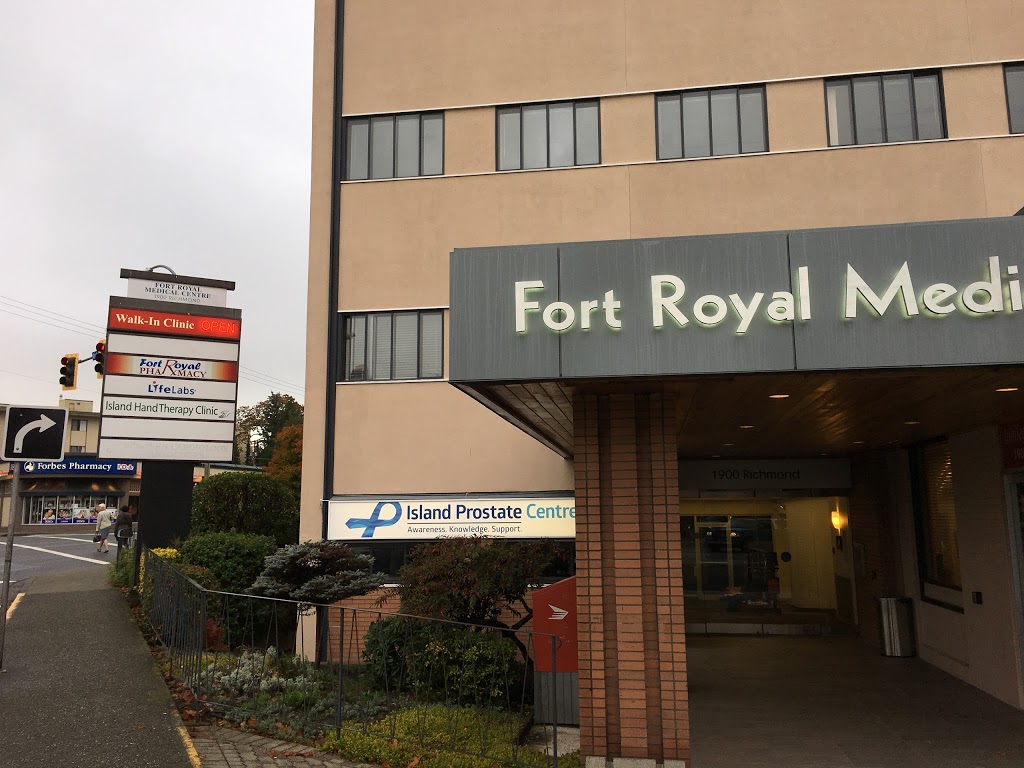 FORT ROYAL
MEDICAL CENTRE
1900 RICHMOND
Walk-In Clinic OPEN
Fort Royal
PHARMACY
LifeLabs
Island Hand Therapy Clinic
Forbes Pharmacy
Fort Royal Medi
Island Prostate Centre
Awareness. Knowledge. Support.
1900 Richmond